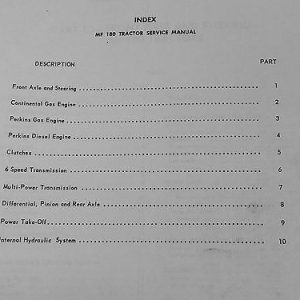 INDEX
MF 180 TRACTOR SERVICE MANUAL
DESCRIPTION PART
Front Axle and Steering 1
Continental Gas Engine 2
Perkins Gas Engine 3
Perkins Diesel Engine 4
Clutches 5
6 Speed Transmission 6
Multi-Power Transmission 7
Differential, Pinion and Rear Axle 8
Power Take-Off 9
Internal Hydraulic System 10